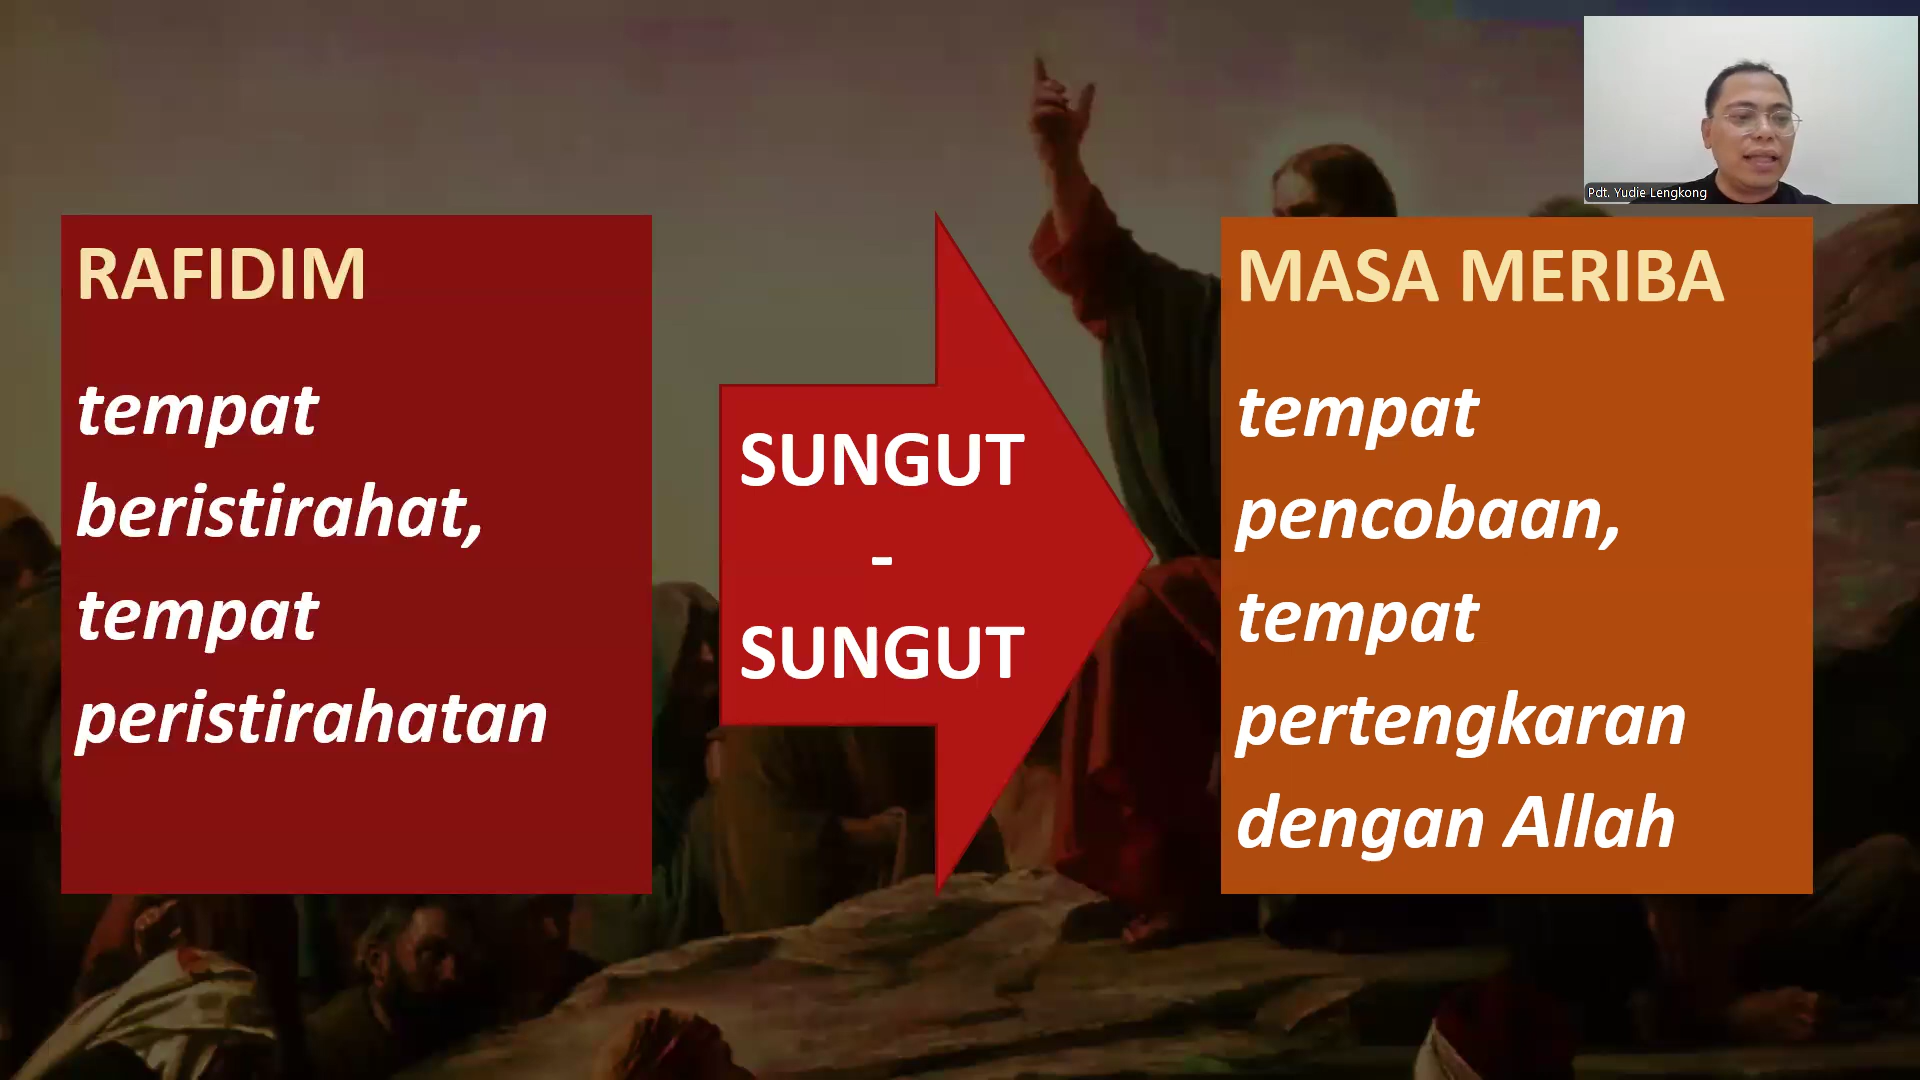 Pdt. Yudie Lengkong
RAFIDIM
tempat
beristirahat,
tempat
peristirahatan
SUNGUT
-
SUNGUT
MASA MERIBA
tempat
pencobaan,
tempat
pertengkaran
dengan Allah